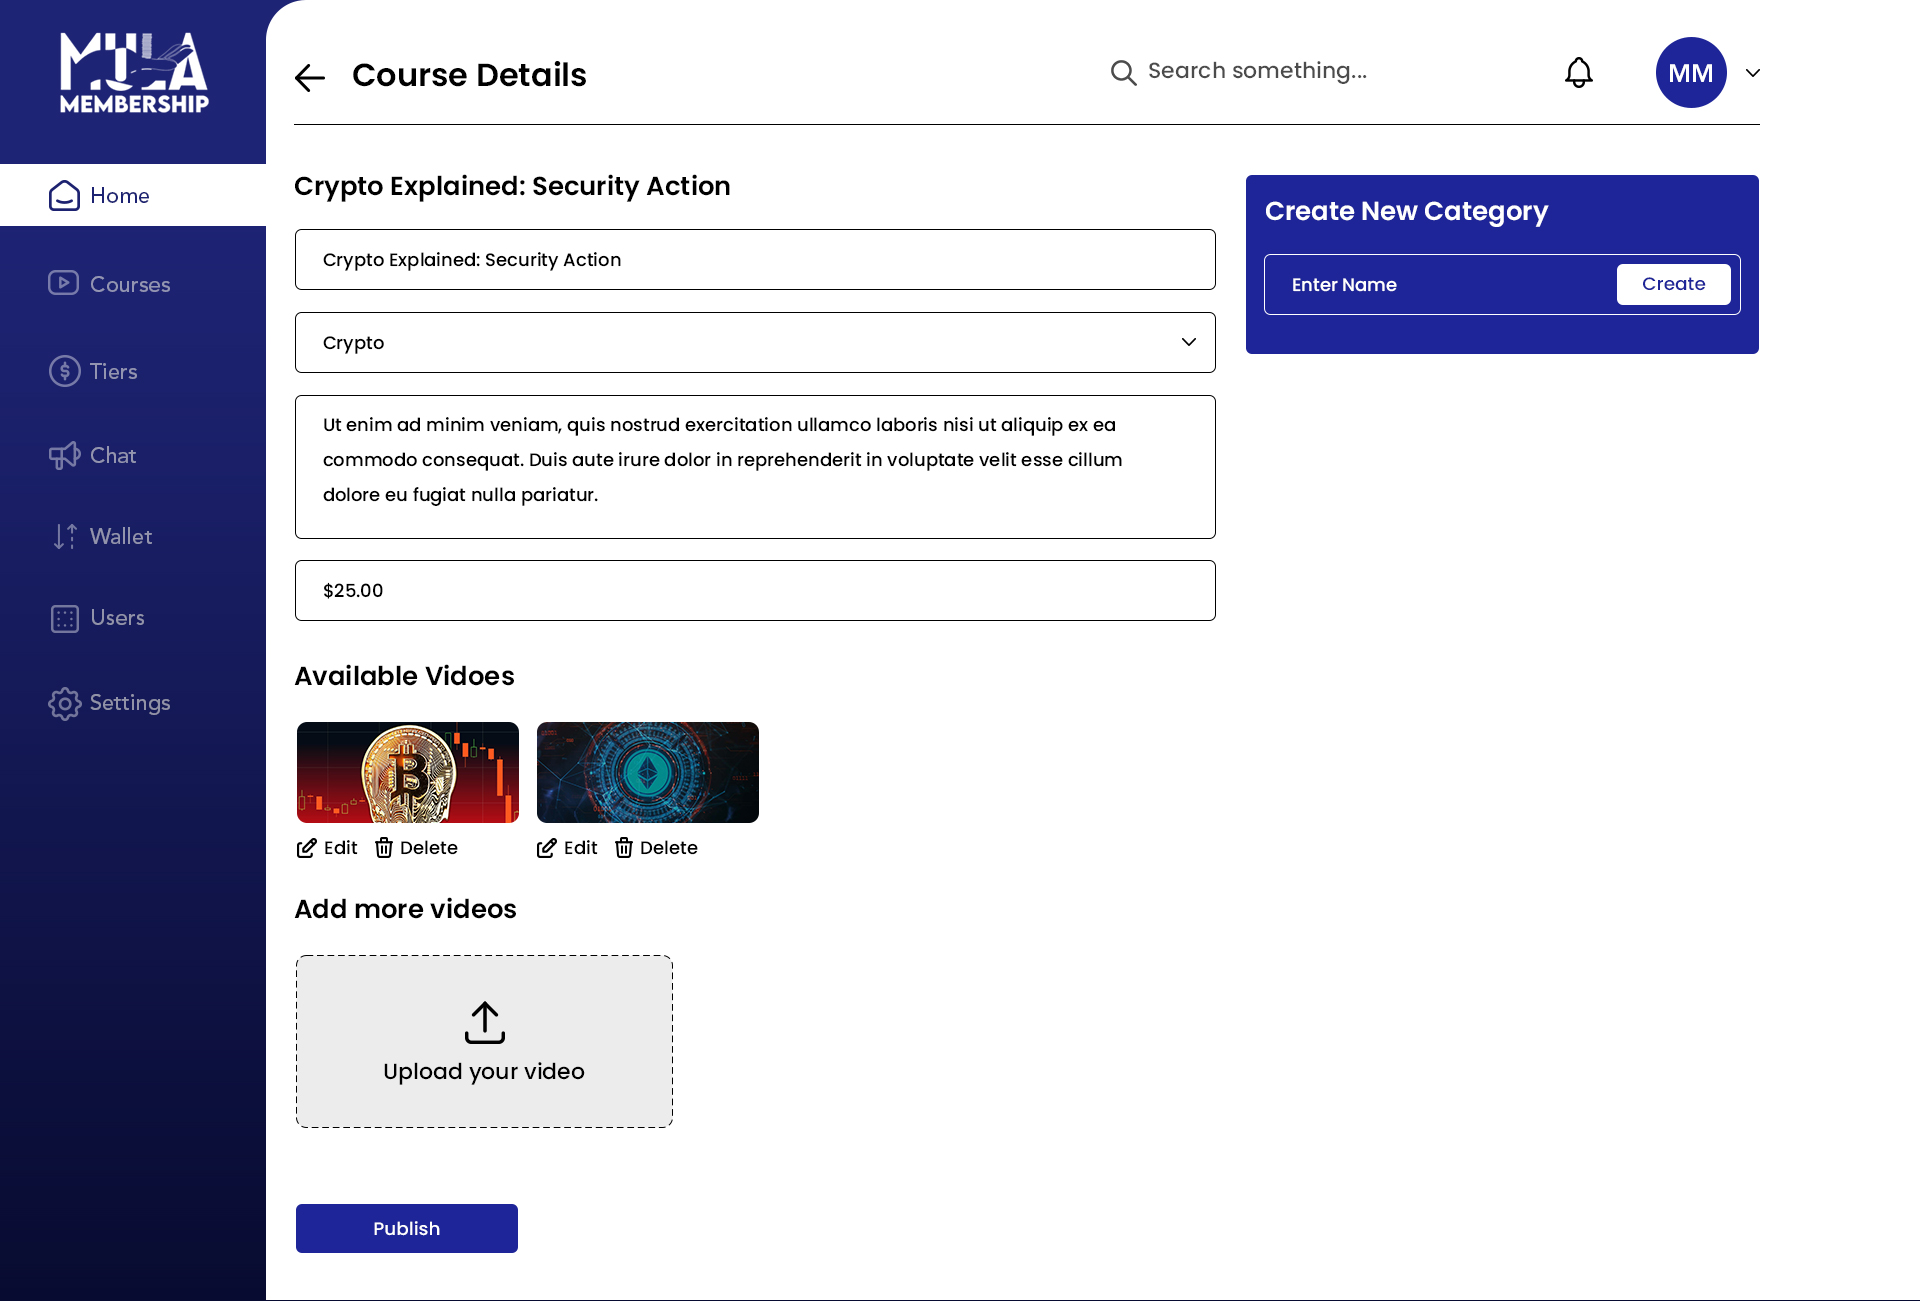 MULA
MEMBERSHIP
Home
Courses
Tiers
Chat
Wallet
Users
Settings
Course Details
Search something...
MM
Crypto Explained: Security Action
Crypto Explained: Security Action
Crypto
Ut enim ad minim veniam, quis nostrud exercitation ullamco laboris nisi ut aliquip ex ea
commodo consequat. Duis aute irure dolor in reprehenderit in voluptate velit esse cillum
dolore eu fugiat nulla pariatur.
$25.00
Create New Category
Enter Name
Create
Available Vidoes
Edit
Delete
Edit
Delete
Add more videos
Upload your video
Publish